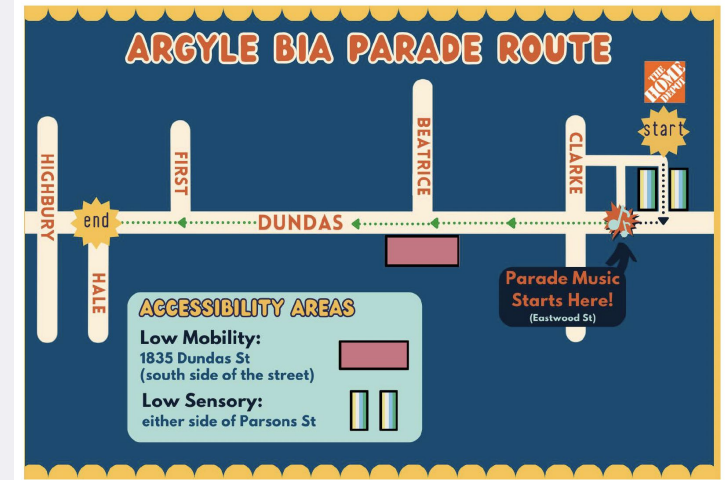 ARGYLE BIA PARADE ROUTE
THE
HOME
DEPOT
start
HIGHBURY
FIRST
BEATRICE
CLARKE
end
DUNDAS
HALE
Parade Music
Starts Here!
(Eastwood St)
ACCESSIBILITY AREAS
Low Mobility:
1835 Dundas St
(south side of the street)
Low Sensory:
either side of Parsons St